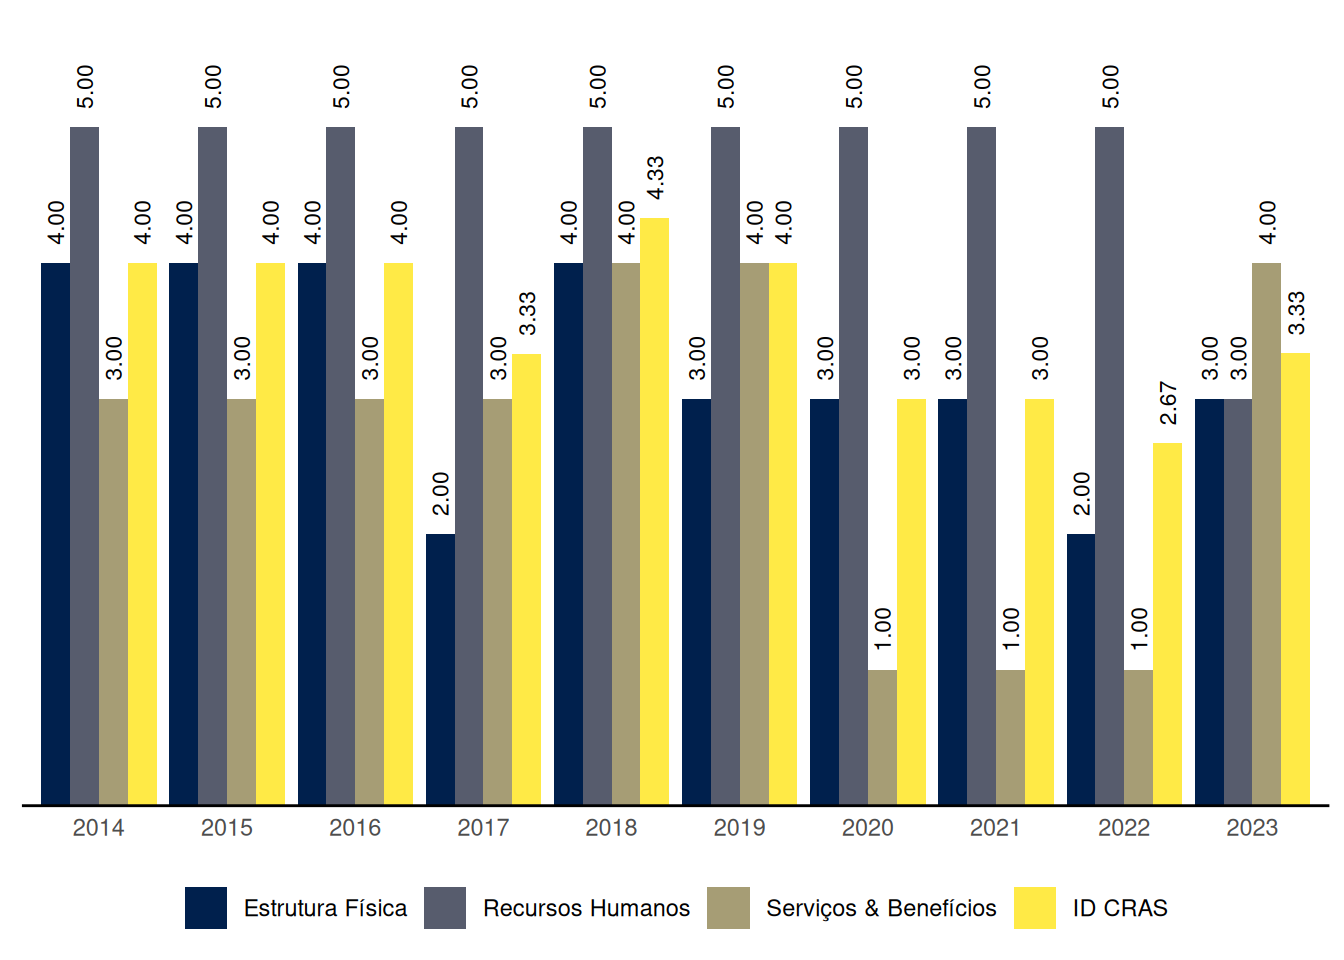 5.00 5.00 5.00 5.00 5.00 5.00 5.00 5.00 5.00
4.33
4.00 4.00 4.00 4.00 4.00 4.00 4.00 4.00 4.00 4.00 4.00
3.33 3.33
3.00 3.00 3.00 3.00 3.00 3.00 3.00 3.00 3.00 3.00 3.00
2.67
2.00 2.00
1.00 1.00 1.00
2014 2015 2016 2017 2018 2019 2020 2021 2022 2023
Estrutura Física Recursos Humanos Serviços & Benefícios ID CRAS